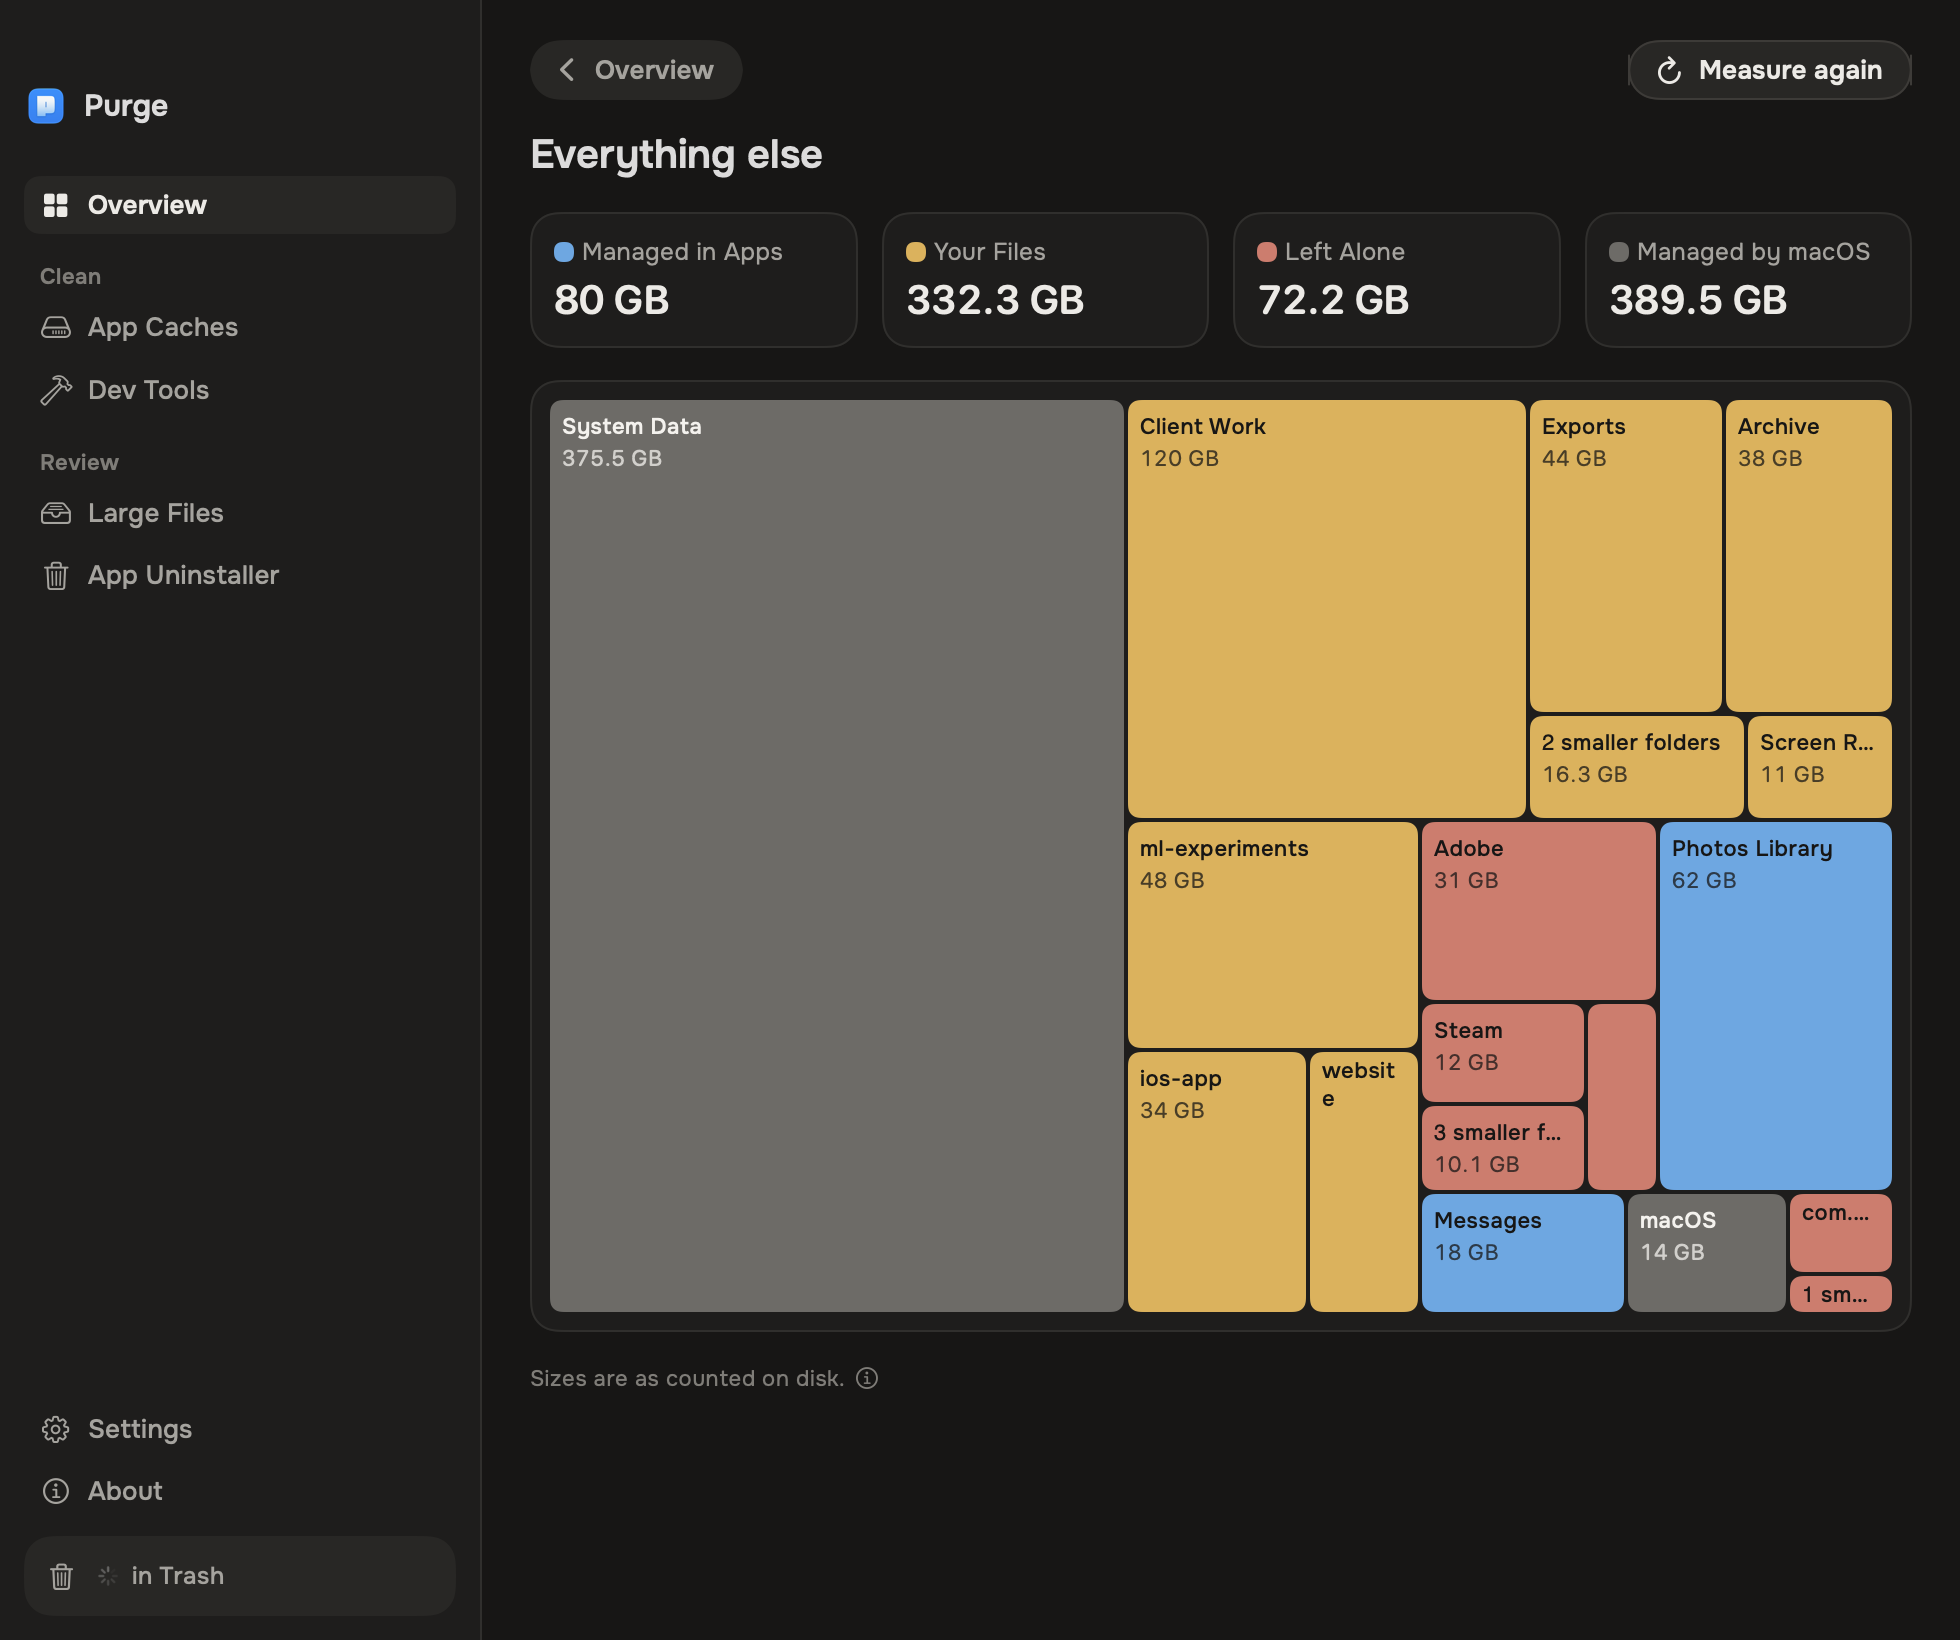 Purge
Overview
Clean
App Caches
Dev Tools
Review
Large Files
App Uninstaller
Settings
About
in Trash
Overview
Measure again
Everything else
Managed in Apps
80 GB
Your Files
332.3 GB
Left Alone
72.2 GB
Managed by macOS
389.5 GB
System Data
375.5 GB
Client Work
120 GB
Exports
44 GB
Archive
38 GB
2 smaller folders
16.3 GB
Screen R...
11 GB
ml-experiments
48 GB
Adobe
31 GB
Photos Library
62 GB
Steam
12 GB
ios-app
34 GB
websit
e
3 smaller f...
10.1 GB
Messages
18 GB
macOS
14 GB
com....
1 sm...
Sizes are as counted on disk.